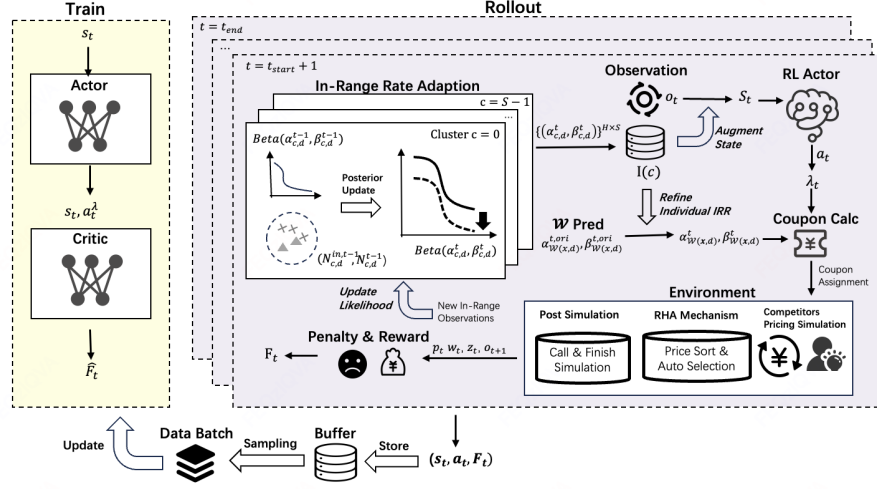 Train
s_t
Actor
s_t, a_t^λ
Critic
F̂_t
Rollout
t = t_end
...
t = t_start + 1
In-Range Rate Adaption
c = S − 1
...
Cluster c = 0
Beta(α_{c,d}^{t−1}, β_{c,d}^{t−1})
Posterior
Update
(N_{c,d}^{in,t−1}, N_{c,d}^{t−1})
Beta(α_{c,d}^t, β_{c,d}^t)
Update
Likelihood
New In-Range
Observations
{(α_{c,d}^t, β_{c,d}^t)}^{H×S}
Observation
o_t
S_t
I(c)
Augment
State
RL Actor
a_t
λ_t
Refine
Individual IRR
𝒲 Pred
α_{W(x,d)}^{t,ori}, β_{W(x,d)}^{t,ori}
α_{W(x,d)}^t, β_{W(x,d)}^t
Coupon Calc
¥
Coupon
Assignment
Environment
Post Simulation
Call & Finish
Simulation
RHA Mechanism
Price Sort &
Auto Selection
Competitors
Pricing Simulation
¥
p_t w_t, z_t, o_{t+1}
Penalty & Reward
¥
F_t
(s_t, a_t, F_t)
Store
Buffer
Sampling
Data Batch
Update